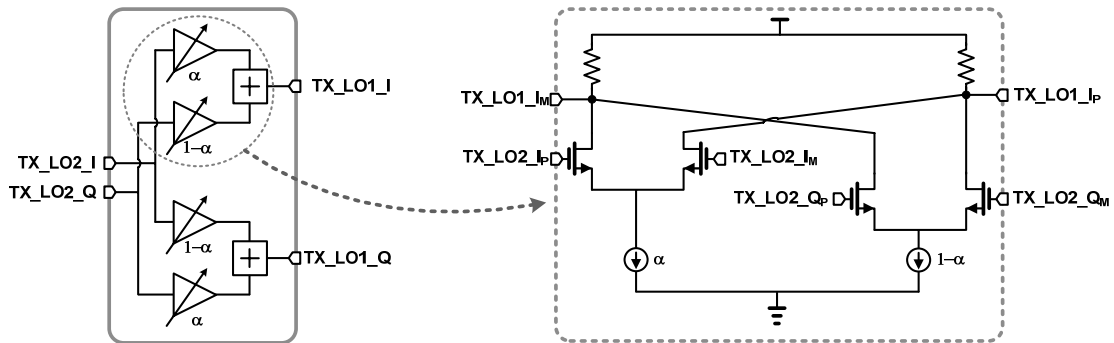 α
TX_LO1_I
1−α
TX_LO2_I
TX_LO2_Q
1−α
TX_LO1_Q
α
TX_LO1_IM
TX_LO1_IP
TX_LO2_IP
TX_LO2_IM
TX_LO2_QP
TX_LO2_QM
α
1−α